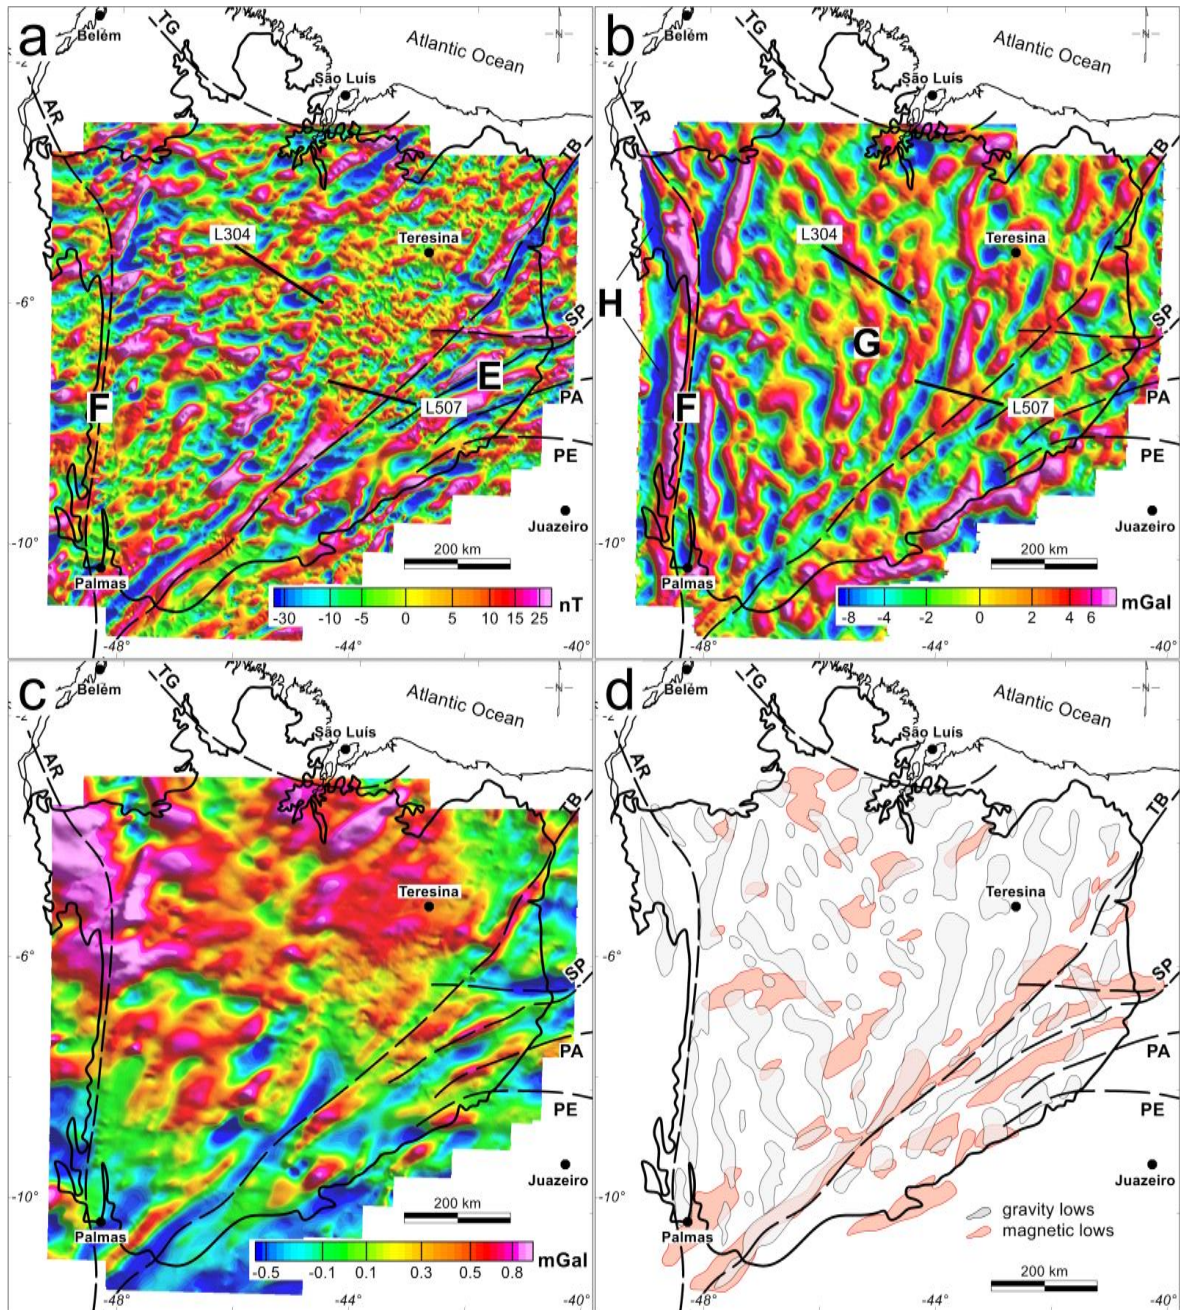 a
Belém
TG
Atlantic Ocean
N
São Luís
-2
AR
TB
L304
Teresina
-6°
SP
E
F
L507
PA
PE
Juazeiro
-10°
200 km
Palmas
-30 -10 -5 0 5 10 15 25 nT
-48° -44° -40°
b
Belém
TG
Atlantic Ocean
N
São Luís
-2
AR
TB
L304
Teresina
H
-6°
SP
G
F
L507
PA
PE
Juazeiro
-10°
200 km
Palmas
-8 -4 -2 0 2 4 6 mGal
-48° -44° -40°
c
Belém
TG
Atlantic Ocean
N
São Luís
-2
AR
TB
Teresina
-6°
SP
PA
PE
Juazeiro
-10°
200 km
Palmas
-0.5 -0.1 0.1 0.3 0.5 0.8 mGal
-48° -44° -40°
d
Belém
TG
Atlantic Ocean
N
São Luís
-2
AR
TB
Teresina
-6°
SP
PA
PE
Juazeiro
-10°
gravity lows
magnetic lows
Palmas
200 km
-48° -44° -40°